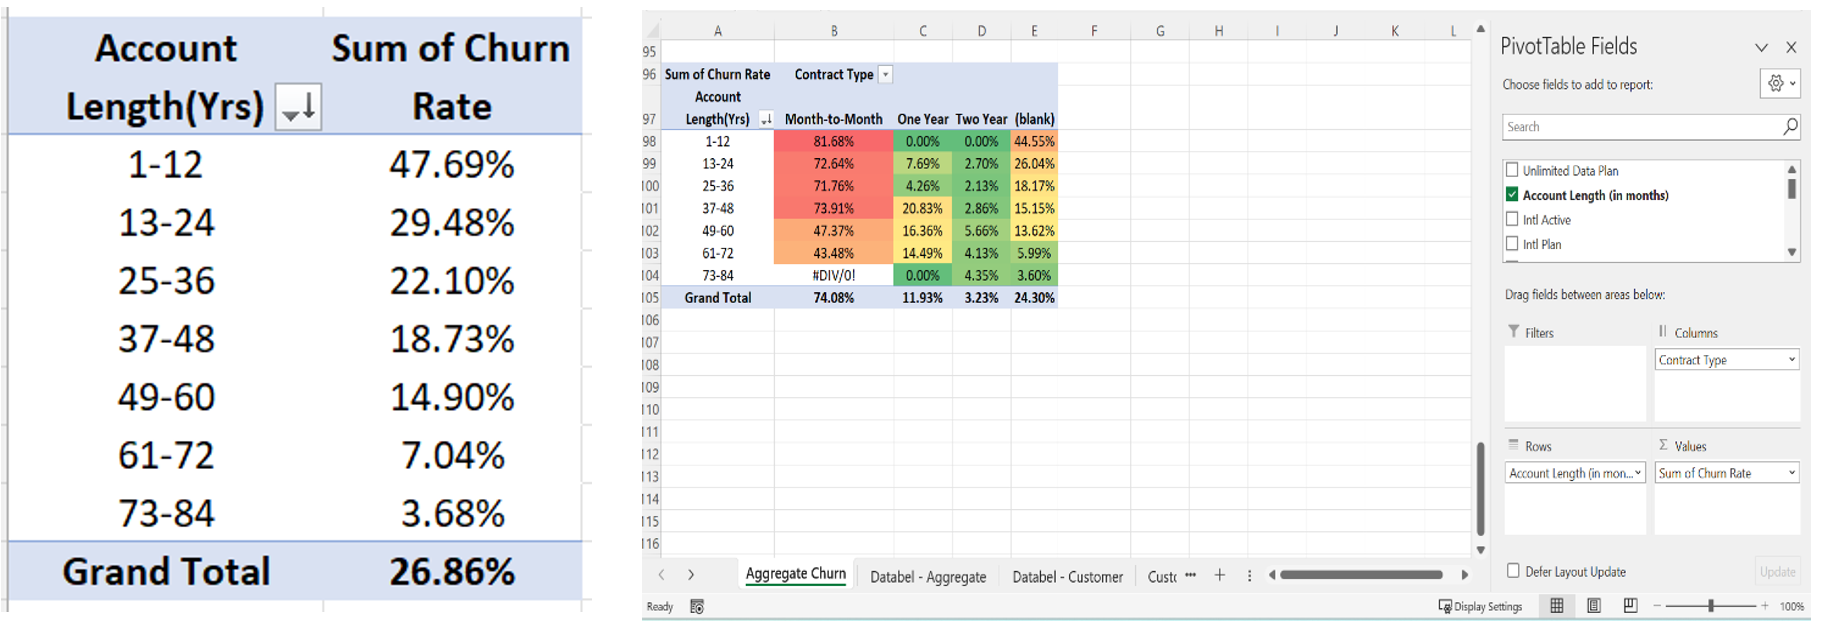 Account Sum of Churn
Length(Yrs) Rate
1-12 47.69%
13-24 29.48%
25-36 22.10%
37-48 18.73%
49-60 14.90%
61-72 7.04%
73-84 3.68%
Grand Total 26.86%
A B C D E F G H I J K L
95
96 Sum of Churn Rate Contract Type
Account
97 Length(Yrs) Month-to-Month One Year Two Year (blank)
98 1-12 81.68% 0.00% 0.00% 44.55%
99 13-24 72.64% 7.69% 2.70% 26.04%
100 25-36 71.76% 4.26% 2.13% 18.17%
101 37-48 73.91% 20.83% 2.86% 15.15%
102 49-60 47.37% 16.36% 5.66% 13.62%
103 61-72 43.48% 14.49% 4.13% 5.99%
104 73-84 #DIV/0! 0.00% 4.35% 3.60%
105 Grand Total 74.08% 11.93% 3.23% 24.30%
106
107
108
109
110
111
112
113
114
115
116
Aggregate Churn Databel - Aggregate Databel - Customer Custc ••• +
Ready Display Settings − + 100%
PivotTable Fields
Choose fields to add to report:
Search
Unlimited Data Plan
Account Length (in months)
Intl Active
Intl Plan
Drag fields between areas below:
Filters Columns
Contract Type
Rows Σ Values
Account Length (in mon... Sum of Churn Rate
Defer Layout Update Update